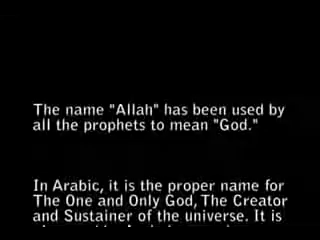 The name "Allah" has been used by
all the prophets to mean "God."
In Arabic, it is the proper name for
The One and Only God, The Creator
and Sustainer of the universe. It is